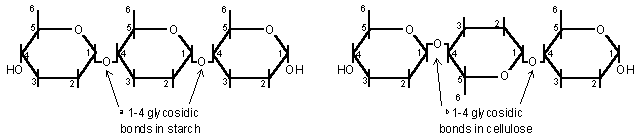 6 6 6
5 O 5 O 5 O
4 1 4 1 4 1
HO O O OH
3 2 3 2 3 2
a 1-4 glycosidic
bonds in starch
6 6
5 O 3 2 5 O
4 1 O 4 1 O 4 1
HO 5 O OH
3 2 6 3 2
b 1-4 glycosidic
bonds in cellulose